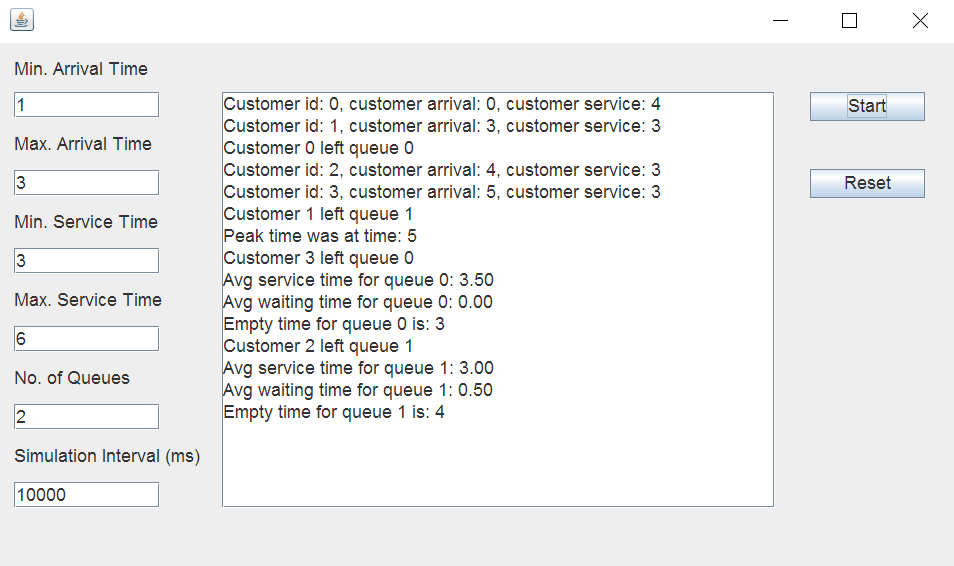 Min. Arrival Time
1
Max. Arrival Time
3
Min. Service Time
3
Max. Service Time
6
No. of Queues
2
Simulation Interval (ms)
10000
Customer id: 0, customer arrival: 0, customer service: 4
Customer id: 1, customer arrival: 3, customer service: 3
Customer 0 left queue 0
Customer id: 2, customer arrival: 4, customer service: 3
Customer id: 3, customer arrival: 5, customer service: 3
Customer 1 left queue 1
Peak time was at time: 5
Customer 3 left queue 0
Avg service time for queue 0: 3.50
Avg waiting time for queue 0: 0.00
Empty time for queue 0 is: 3
Customer 2 left queue 1
Avg service time for queue 1: 3.00
Avg waiting time for queue 1: 0.50
Empty time for queue 1 is: 4
Start
Reset